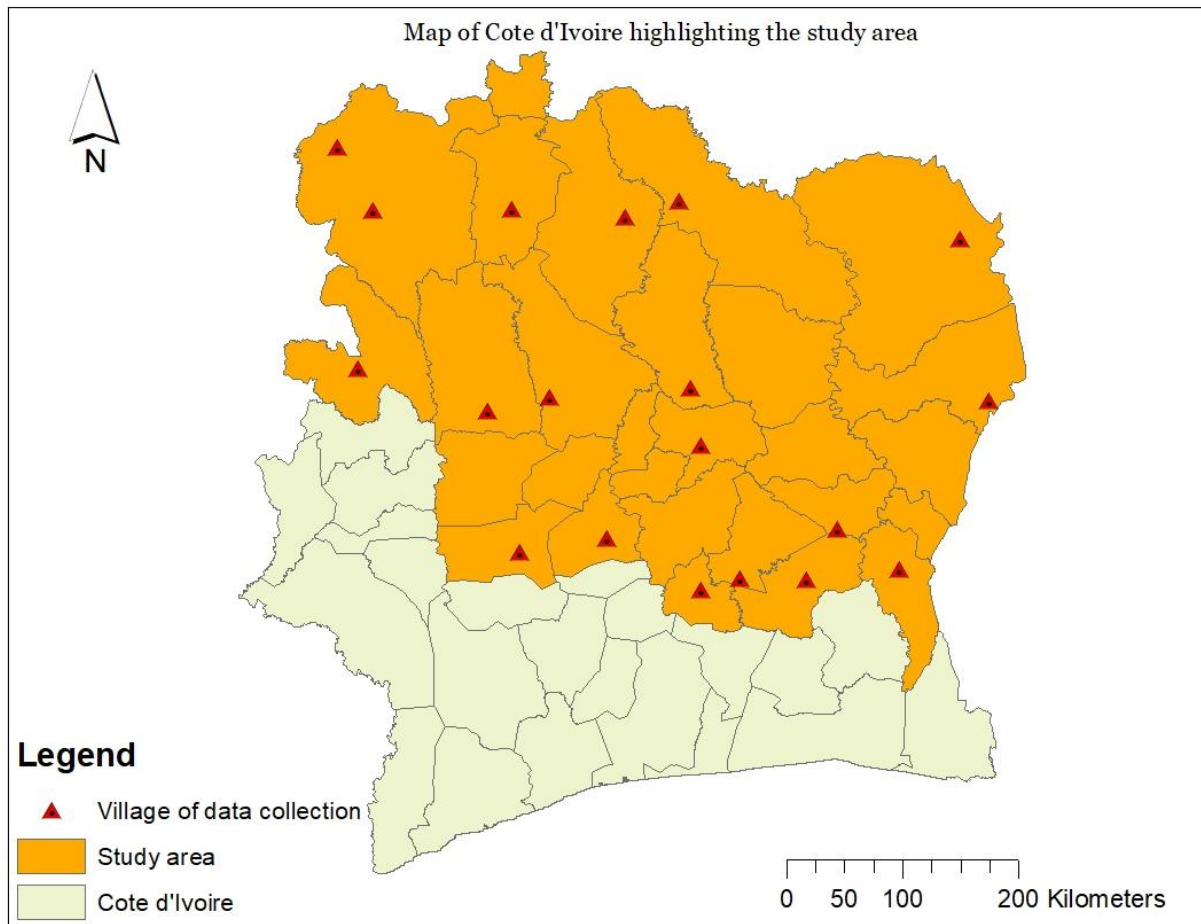 Map of Cote d'Ivoire highlighting the study area
N
Legend
Village of data collection
Study area
Cote d'Ivoire
0 50 100 200 Kilometers